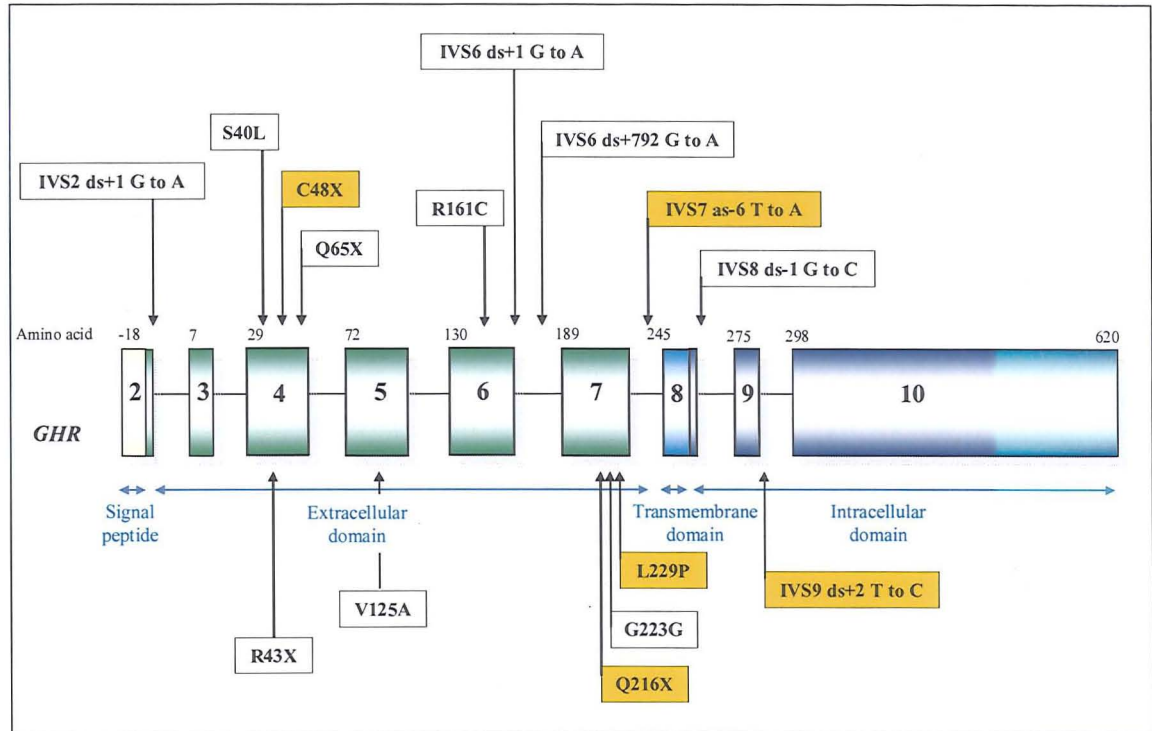 IVS6 ds+1 G to A
S40L
IVS6 ds+792 G to A
IVS2 ds+1 G to A
C48X
R161C
IVS7 as-6 T to A
Q65X
IVS8 ds-1 G to C
Amino acid -18 7 29 72 130 189 245 275 298 620
2 3 4 5 6 7 8 9 10
GHR
Signal
peptide
Extracellular
domain
Transmembrane
domain
Intracellular
domain
L229P
IVS9 ds+2 T to C
V125A
G223G
R43X
Q216X